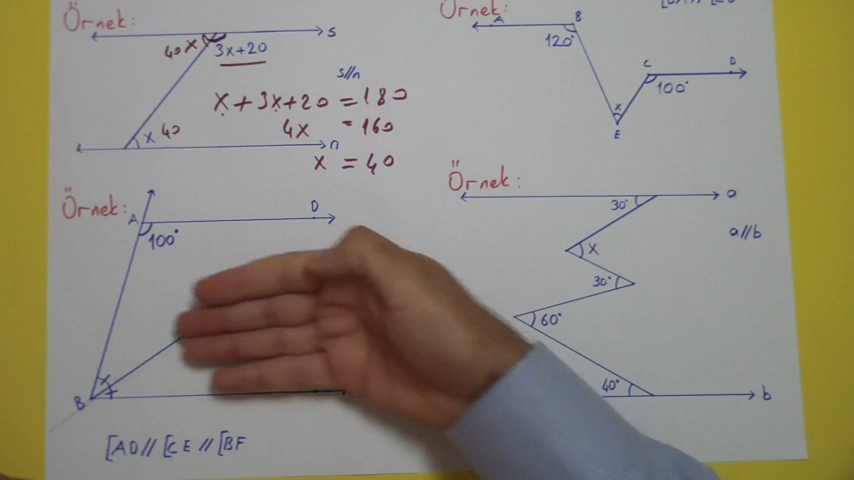 Örnek:
S
40 X
3x+20
s//n
X + 3x + 20 = 180
4X = 160
x = 40
x 40
n
Örnek:
A
B
120°
C
D
100°
x
E
Örnek:
A
D
100°
x
B
[AD // [CE // [BF
Örnek:
30°
a
a//b
x
30°
60°
40°
b